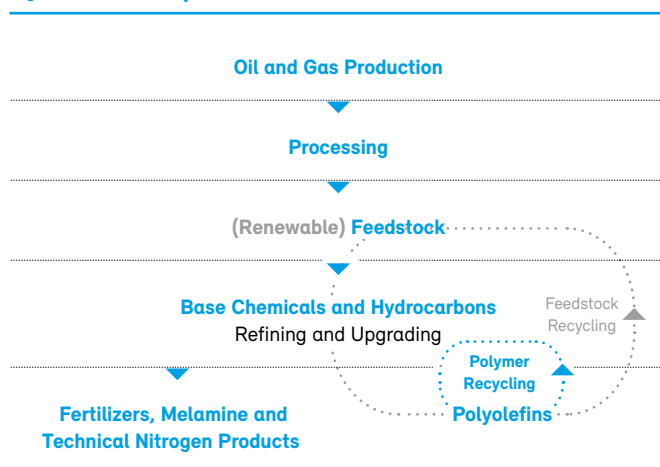 Oil and Gas Production
Processing
(Renewable) Feedstock
Base Chemicals and Hydrocarbons
Refining and Upgrading
Feedstock
Recycling
Polymer
Recycling
Fertilizers, Melamine and
Technical Nitrogen Products
Polyolefins